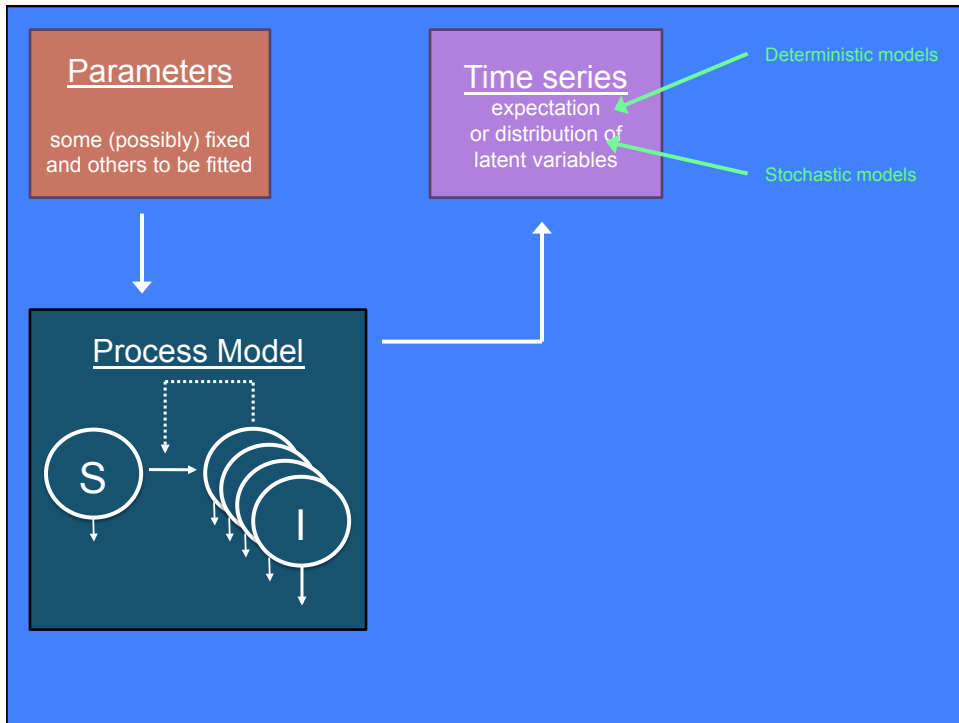 Parameters
some (possibly) fixed
and others to be fitted
Time series
expectation
or distribution of
latent variables
Deterministic models
Stochastic models
Process Model
S
I